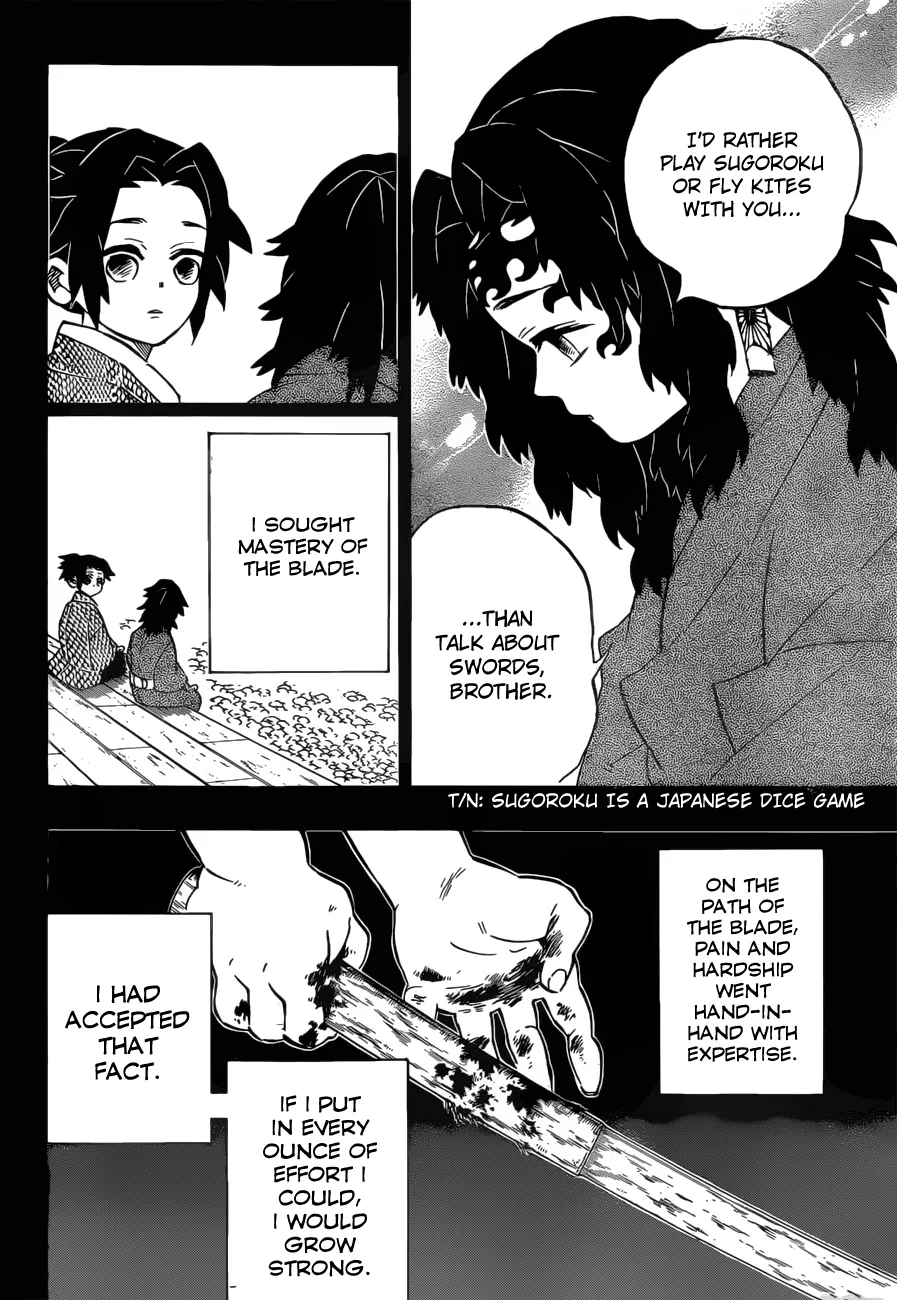 I'D RATHER
PLAY SUGOROKU
OR FLY KITES
WITH YOU...
...THAN
TALK ABOUT
SWORDS,
BROTHER.
T/N: SUGOROKU IS A JAPANESE DICE GAME
I SOUGHT
MASTERY OF
THE BLADE.
ON THE
PATH OF
THE BLADE,
PAIN AND
HARDSHIP
WENT
HAND-IN-
HAND WITH
EXPERTISE.
I HAD
ACCEPTED
THAT
FACT.
IF I PUT
IN EVERY
OUNCE OF
EFFORT I
COULD,
I WOULD
GROW
STRONG.